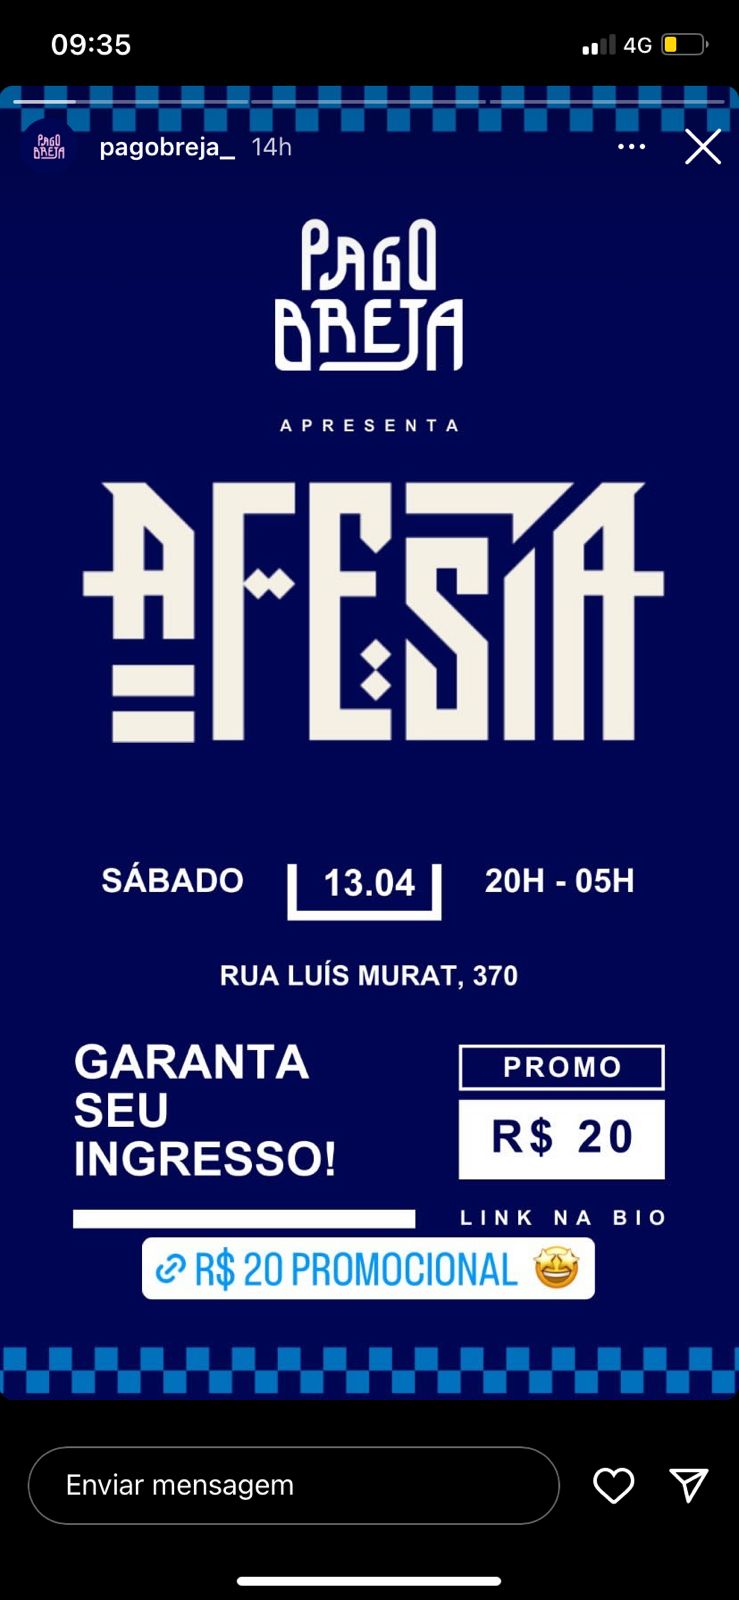 09:35
4G
PAGO BREJA
pagobreja_ 14h
PAGO
BREJA
APRESENTA
A FESTA
SÁBADO 13.04 20H - 05H
RUA LUÍS MURAT, 370
GARANTA
SEU
INGRESSO!
PROMO
R$ 20
LINK NA BIO
R$ 20 PROMOCIONAL
Enviar mensagem